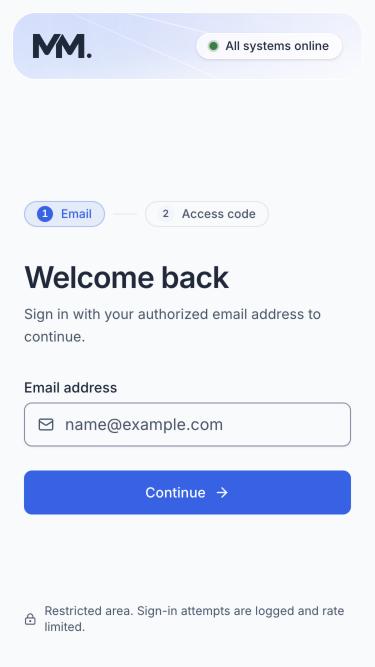 MM.
All systems online
1 Email
2 Access code
Welcome back
Sign in with your authorized email address to
continue.
Email address
name@example.com
Continue
Restricted area. Sign-in attempts are logged and rate
limited.